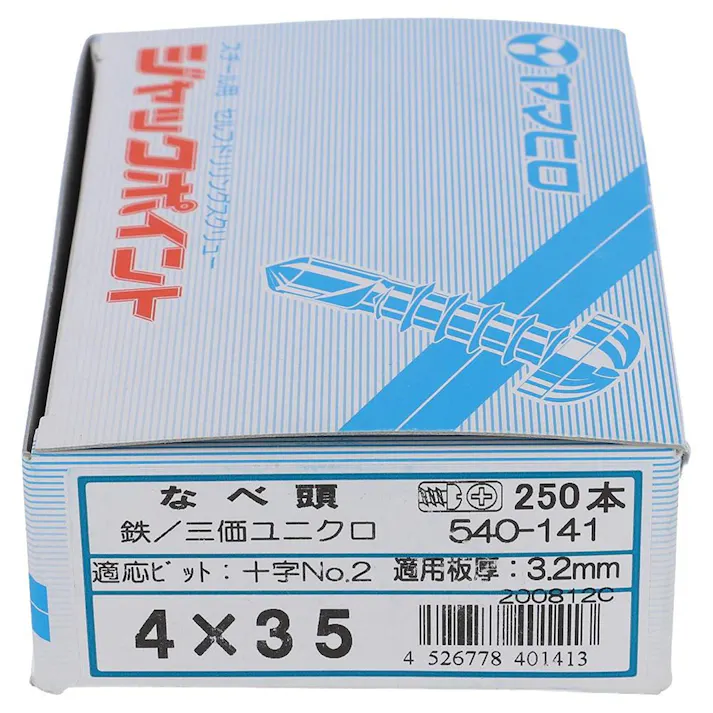 ヤマヒロ
スチール用 セルフドリリングスクリュー
ジャックポイント
なべ頭 250本
鉄/三価ユニクロ 540-141
適応ビット:十字No.2 適用板厚:3.2mm
200812C
4×35
4 526778 401413